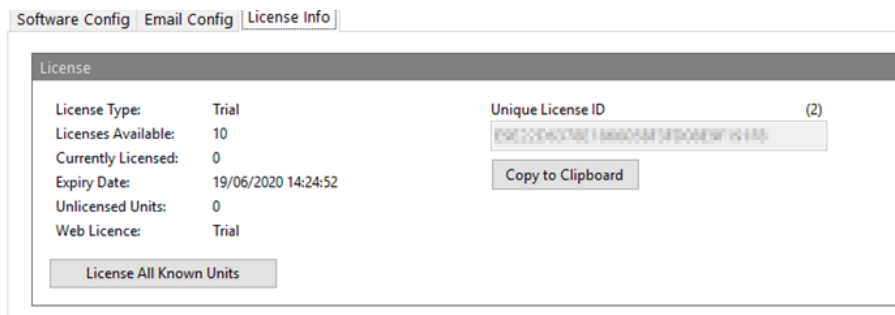 Software Config Email Config License Info
License
License Type: Trial
Licenses Available: 10
Currently Licensed: 0
Expiry Date: 19/06/2020 14:24:52
Unlicensed Units: 0
Web Licence: Trial
License All Known Units
Unique License ID (2)
Copy to Clipboard